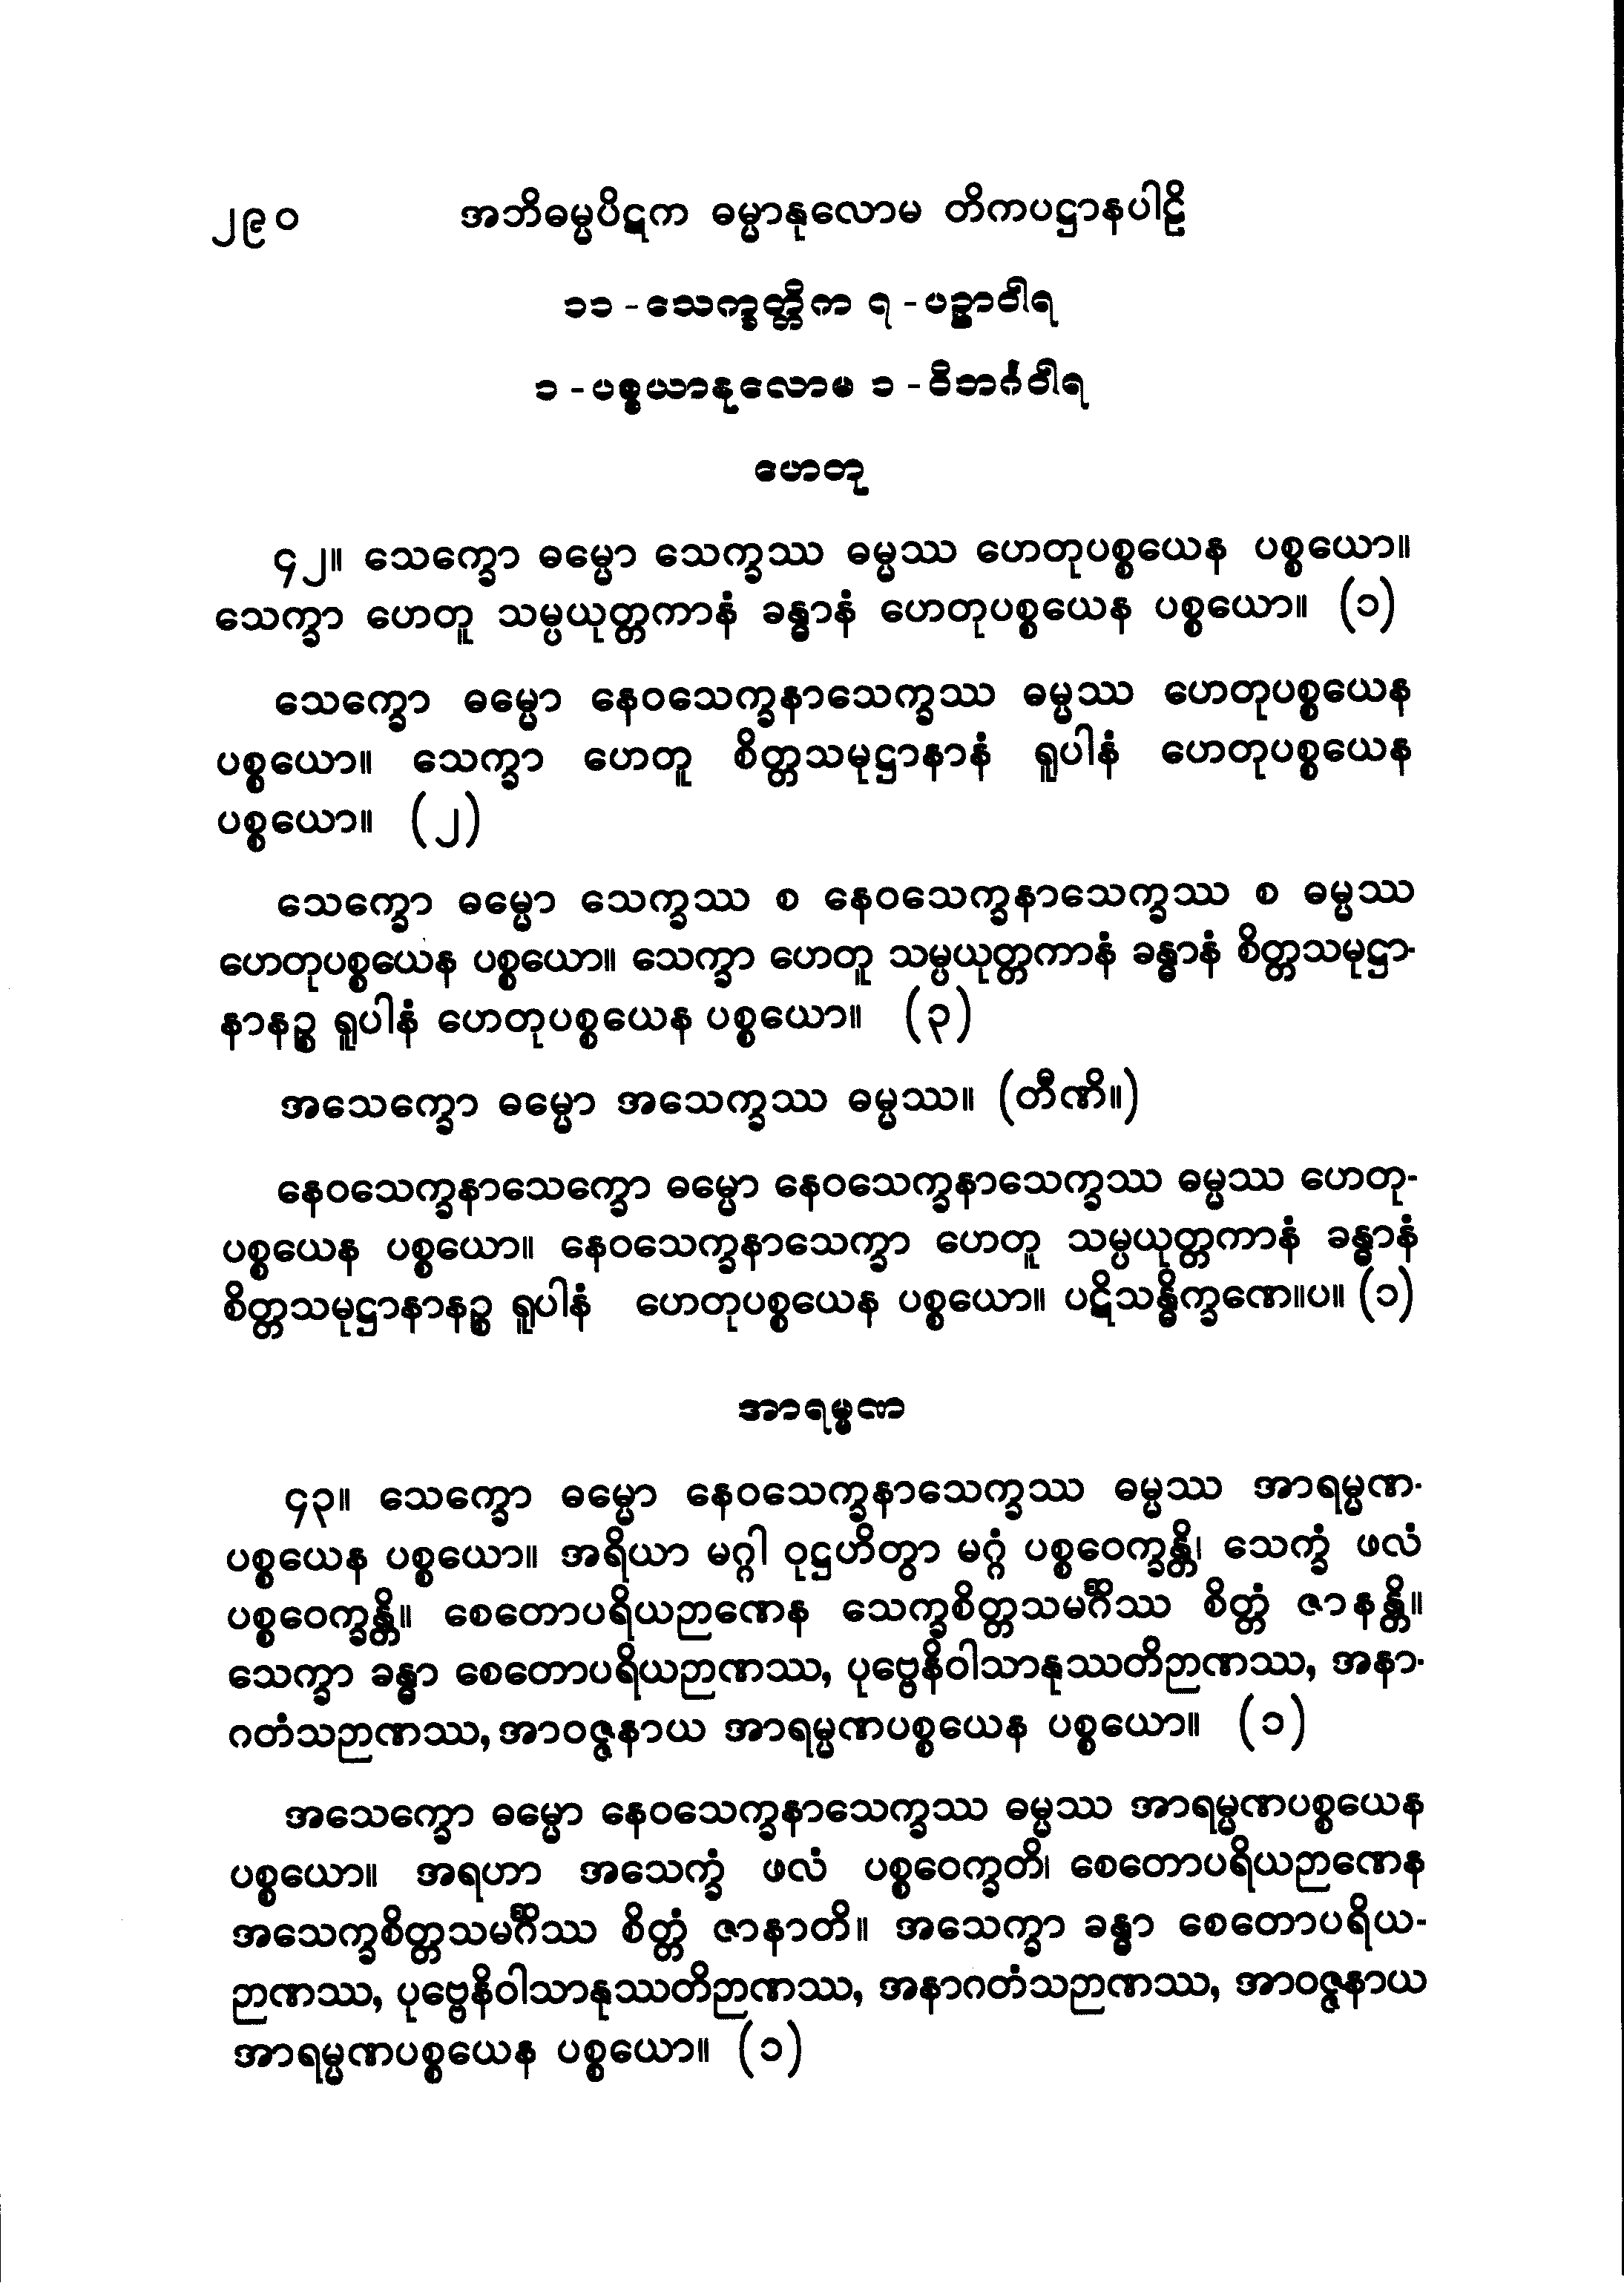 ၂၉၀ အဘိဓမ္မပိဋက ဓမ္မာနုလောမ တိကပဋ္ဌာနပါဠိ
၁၁ - သေက္ခတ္တိက ၇ - ပဉှာဝါရ
၁ - ပစ္စယာနုလောမ ၁ - ဝိဘင်္ဂဝါရ
ဟေတု
၄၂။ သေက္ခော ဓမ္မော သေက္ခဿ ဓမ္မဿ ဟေတုပစ္စယေန ပစ္စယော။
သေက္ခာ ဟေတူ သမ္ပယုတ္တကာနံ ခန္ဓာနံ ဟေတုပစ္စယေန ပစ္စယော။ (၁)
သေက္ခော ဓမ္မော နေဝသေက္ခနာသေက္ခဿ ဓမ္မဿ ဟေတုပစ္စယေန
ပစ္စယော။ သေက္ခာ ဟေတူ စိတ္တသမုဋ္ဌာနာနံ ရူပါနံ ဟေတုပစ္စယေန
ပစ္စယော။ (၂)
သေက္ခော ဓမ္မော သေက္ခဿ စ နေဝသေက္ခနာသေက္ခဿ စ ဓမ္မဿ
ဟေတုပစ္စယေန ပစ္စယော။ သေက္ခာ ဟေတူ သမ္ပယုတ္တကာနံ ခန္ဓာနံ စိတ္တသမုဋ္ဌာ-
နာနဉ္စ ရူပါနံ ဟေတုပစ္စယေန ပစ္စယော။ (၃)
အသေက္ခော ဓမ္မော အသေက္ခဿ ဓမ္မဿ။ (တီဏိ။)
နေဝသေက္ခနာသေက္ခော ဓမ္မော နေဝသေက္ခနာသေက္ခဿ ဓမ္မဿ ဟေတု-
ပစ္စယေန ပစ္စယော။ နေဝသေက္ခနာသေက္ခာ ဟေတူ သမ္ပယုတ္တကာနံ ခန္ဓာနံ
စိတ္တသမုဋ္ဌာနာနဉ္စ ရူပါနံ ဟေတုပစ္စယေန ပစ္စယော။ ပဋိသန္ဓိက္ခဏေ။ပ။ (၁)
အာရမ္မဏ
၄၃။ သေက္ခော ဓမ္မော နေဝသေက္ခနာသေက္ခဿ ဓမ္မဿ အာရမ္မဏ-
ပစ္စယေန ပစ္စယော။ အရိယာ မဂ္ဂါ ဝုဋ္ဌဟိတွာ မဂ္ဂံ ပစ္စဝေက္ခန္တိ၊ သေက္ခံ ဖလံ
ပစ္စဝေက္ခန္တိ။ စေတောပရိယဉာဏေန သေက္ခစိတ္တသမင်္ဂိဿ စိတ္တံ ဇာနန္တိ။
သေက္ခာ ခန္ဓာ စေတောပရိယဉာဏဿ, ပုဗ္ဗေနိဝါသာနုဿတိဉာဏဿ, အနာ-
ဂတံသဉာဏဿ, အာဝဇ္ဇနာယ အာရမ္မဏပစ္စယေန ပစ္စယော။ (၁)
အသေက္ခော ဓမ္မော နေဝသေက္ခနာသေက္ခဿ ဓမ္မဿ အာရမ္မဏပစ္စယေန
ပစ္စယော။ အရဟာ အသေက္ခံ ဖလံ ပစ္စဝေက္ခတိ၊ စေတောပရိယဉာဏေန
အသေက္ခစိတ္တသမင်္ဂိဿ စိတ္တံ ဇာနာတိ။ အသေက္ခာ ခန္ဓာ စေတောပရိယ-
ဉာဏဿ, ပုဗ္ဗေနိဝါသာနုဿတိဉာဏဿ, အနာဂတံသဉာဏဿ, အာဝဇ္ဇနာယ
အာရမ္မဏပစ္စယေန ပစ္စယော။ (၁)